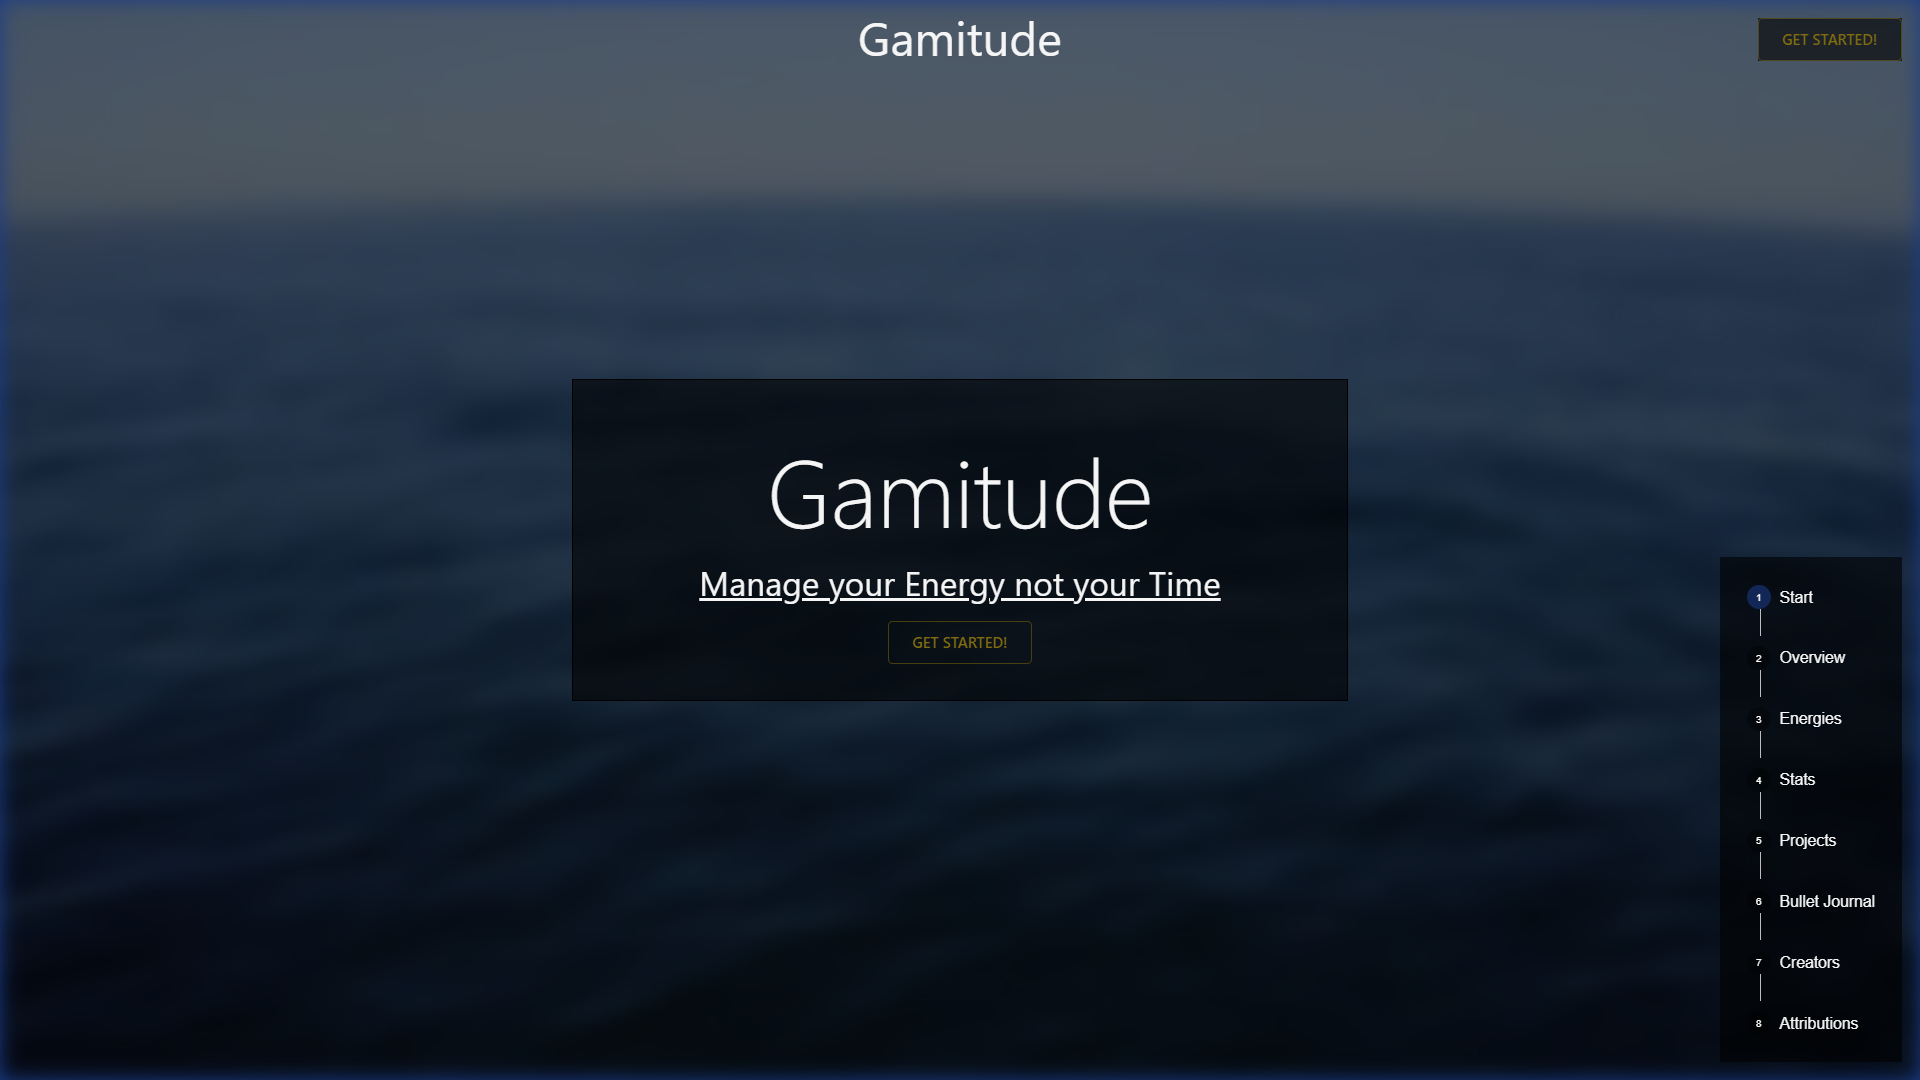 Gamitude
GET STARTED!
Gamitude
Manage your Energy not your Time
GET STARTED!
1 Start
2 Overview
3 Energies
4 Stats
5 Projects
6 Bullet Journal
7 Creators
8 Attributions